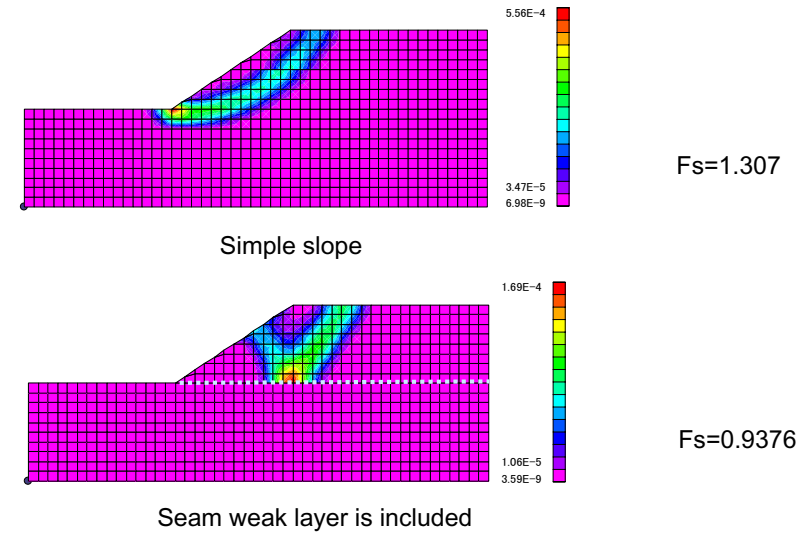 5.56E-4
3.47E-5
6.98E-9
Fs=1.307
Simple slope
1.69E-4
1.06E-5
3.59E-9
Fs=0.9376
Seam weak layer is included